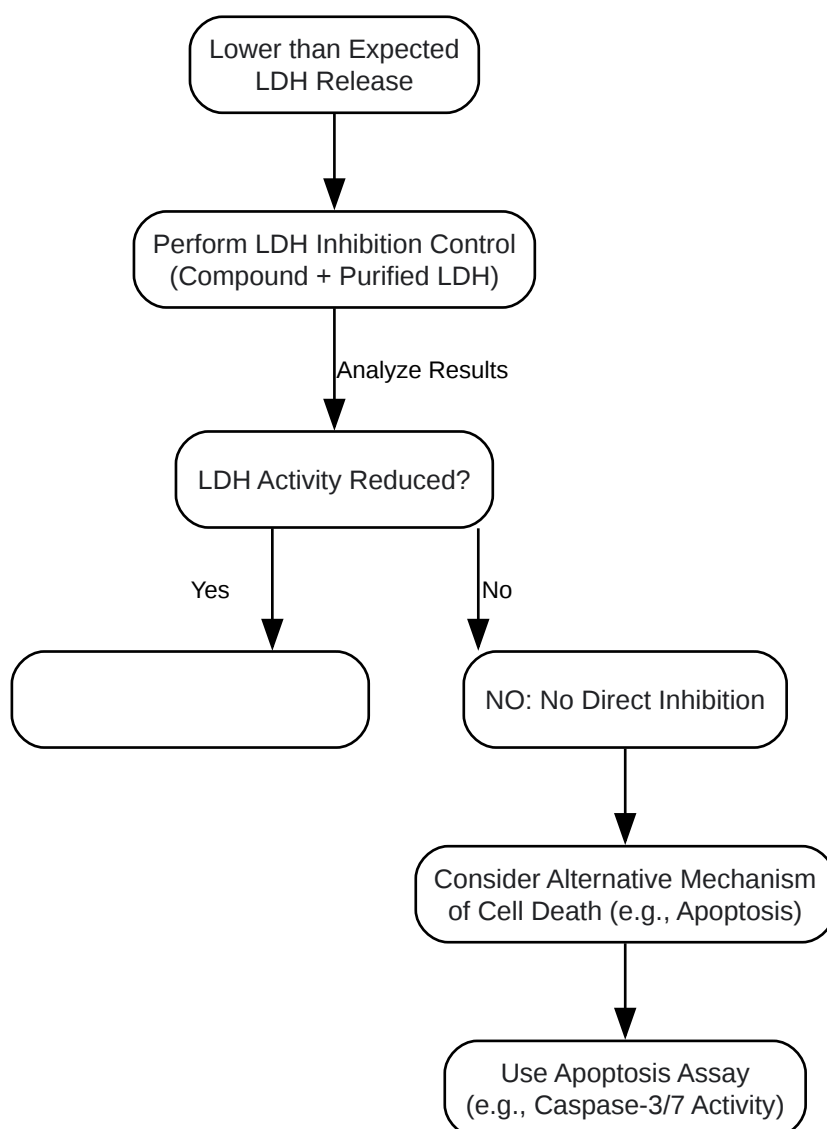 Lower than Expected
LDH Release
Perform LDH Inhibition Control
(Compound + Purified LDH)
Analyze Results
LDH Activity Reduced?
Yes
No
NO: No Direct Inhibition
Consider Alternative Mechanism
of Cell Death (e.g., Apoptosis)
Use Apoptosis Assay
(e.g., Caspase-3/7 Activity)